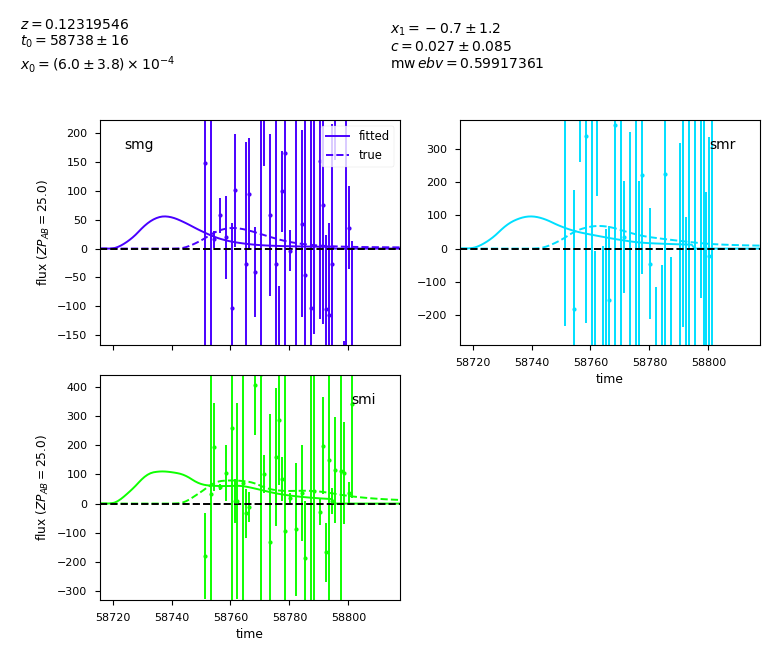 z = 0.12319546
t₀ = 58738 ± 16
x₀ = (6.0 ± 3.8) × 10⁻⁴
x₁ = −0.7 ± 1.2
c = 0.027 ± 0.085
mw ebv = 0.59917361
smg
fitted
true
200
150
100
50
0
−50
−100
−150
flux (ZP_AB = 25.0)
smr
300
200
100
0
−100
−200
58720 58740 58760 58780 58800
time
smi
400
300
200
100
0
−100
−200
−300
flux (ZP_AB = 25.0)
58720 58740 58760 58780 58800
time